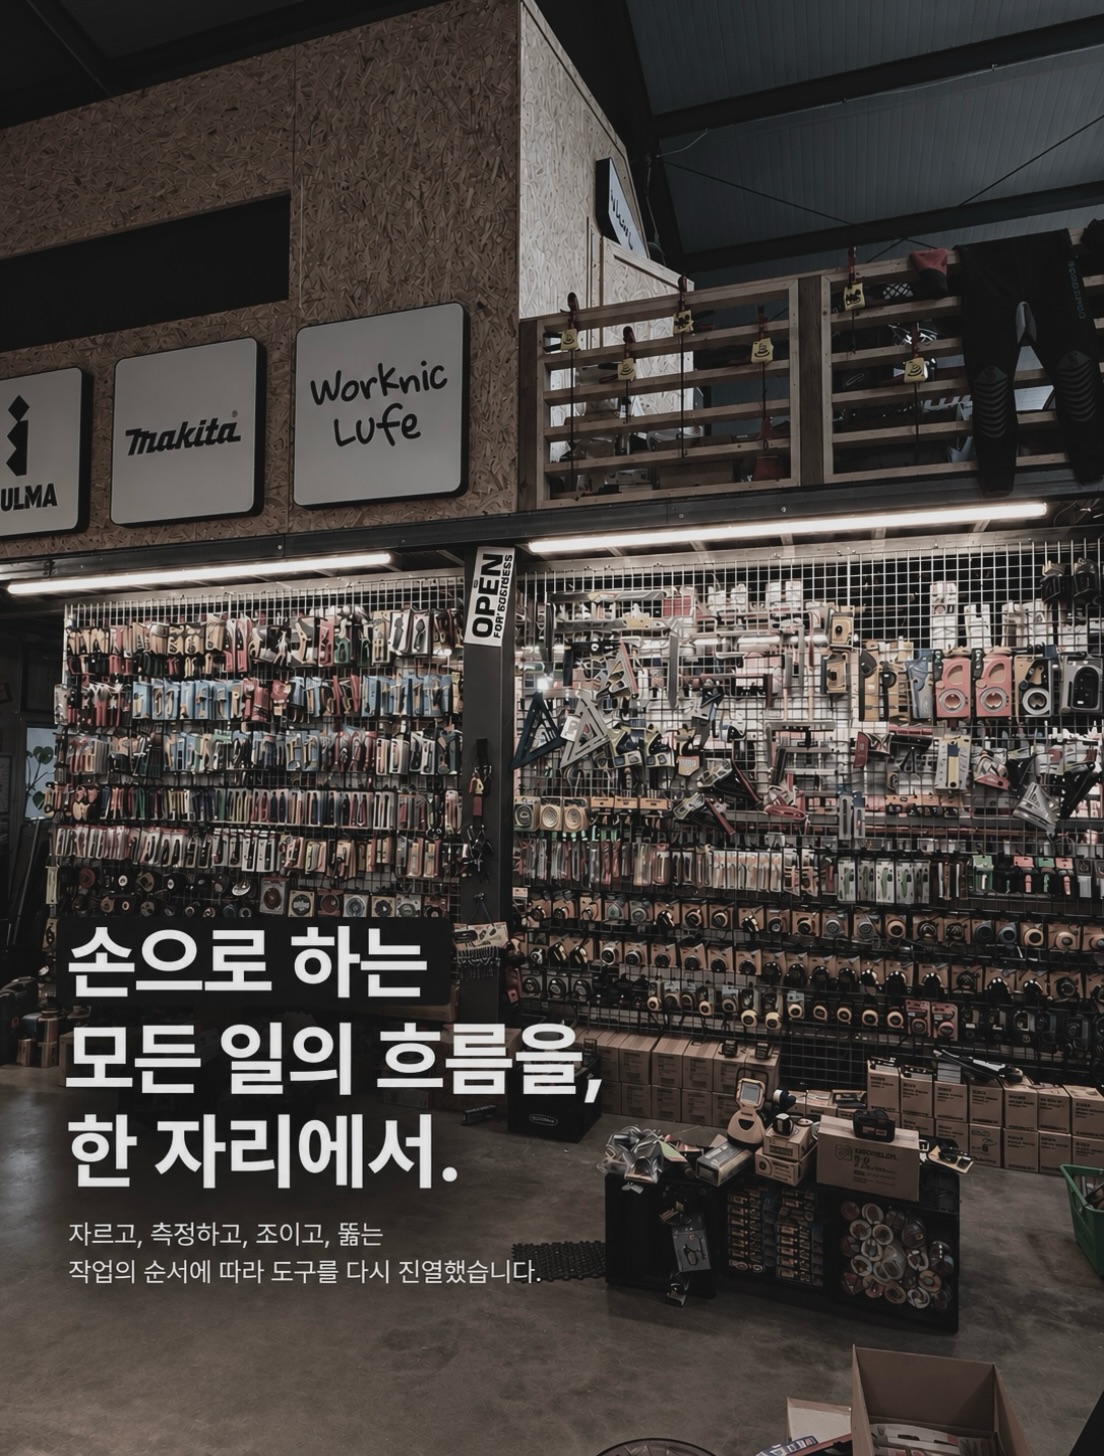 ULMA
makita
Worknic
Lufe
OPEN
FOR BUSINESS
손으로 하는
모든 일의 흐름을,
한 자리에서.
자르고, 측정하고, 조이고, 뚫는
작업의 순서에 따라 도구를 다시 진열했습니다.